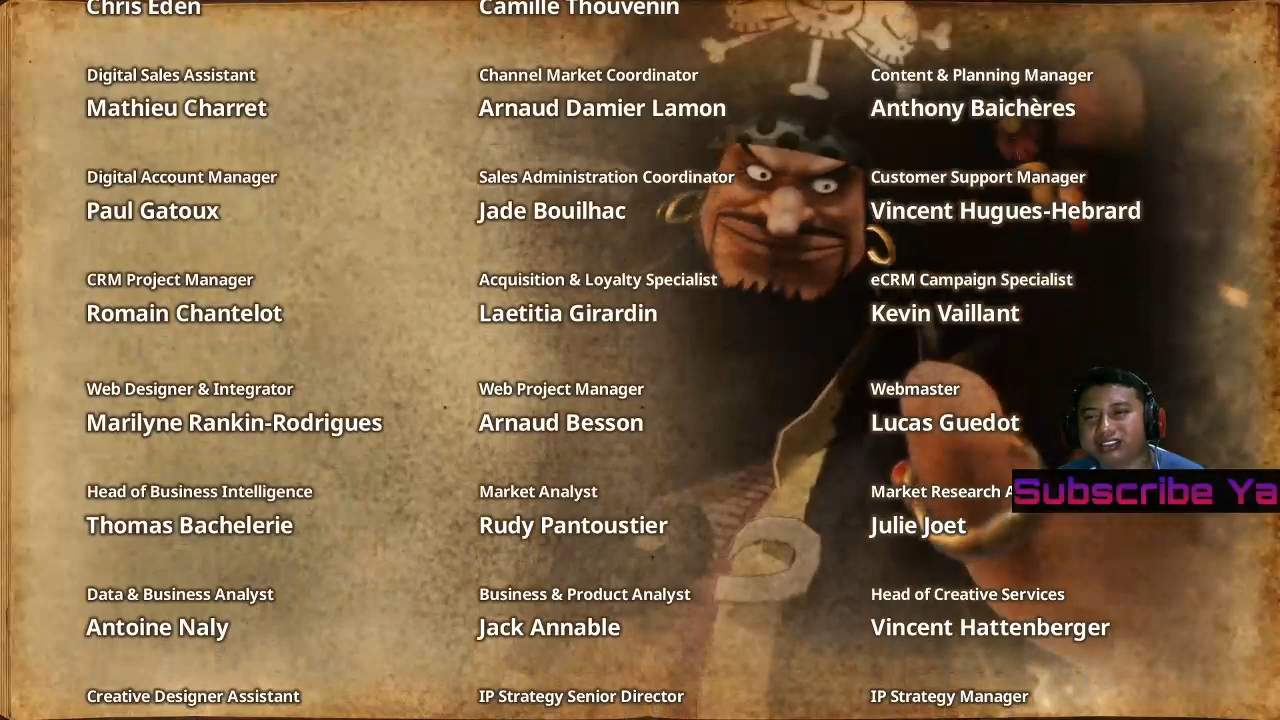 Chris Eden
Camille Thouvenin
Digital Sales Assistant
Channel Market Coordinator
Content & Planning Manager
Mathieu Charret
Arnaud Damier Lamon
Anthony Baichères
Digital Account Manager
Sales Administration Coordinator
Customer Support Manager
Paul Gatoux
Jade Bouilhac
Vincent Hugues-Hebrard
CRM Project Manager
Acquisition & Loyalty Specialist
eCRM Campaign Specialist
Romain Chantelot
Laetitia Girardin
Kevin Vaillant
Web Designer & Integrator
Web Project Manager
Webmaster
Marilyne Rankin-Rodrigues
Arnaud Besson
Lucas Guedot
Head of Business Intelligence
Market Analyst
Market Research
Subscribe Ya
Thomas Bachelerie
Rudy Pantoustier
Julie Joet
Data & Business Analyst
Business & Product Analyst
Head of Creative Services
Antoine Naly
Jack Annable
Vincent Hattenberger
Creative Designer Assistant
IP Strategy Senior Director
IP Strategy Manager